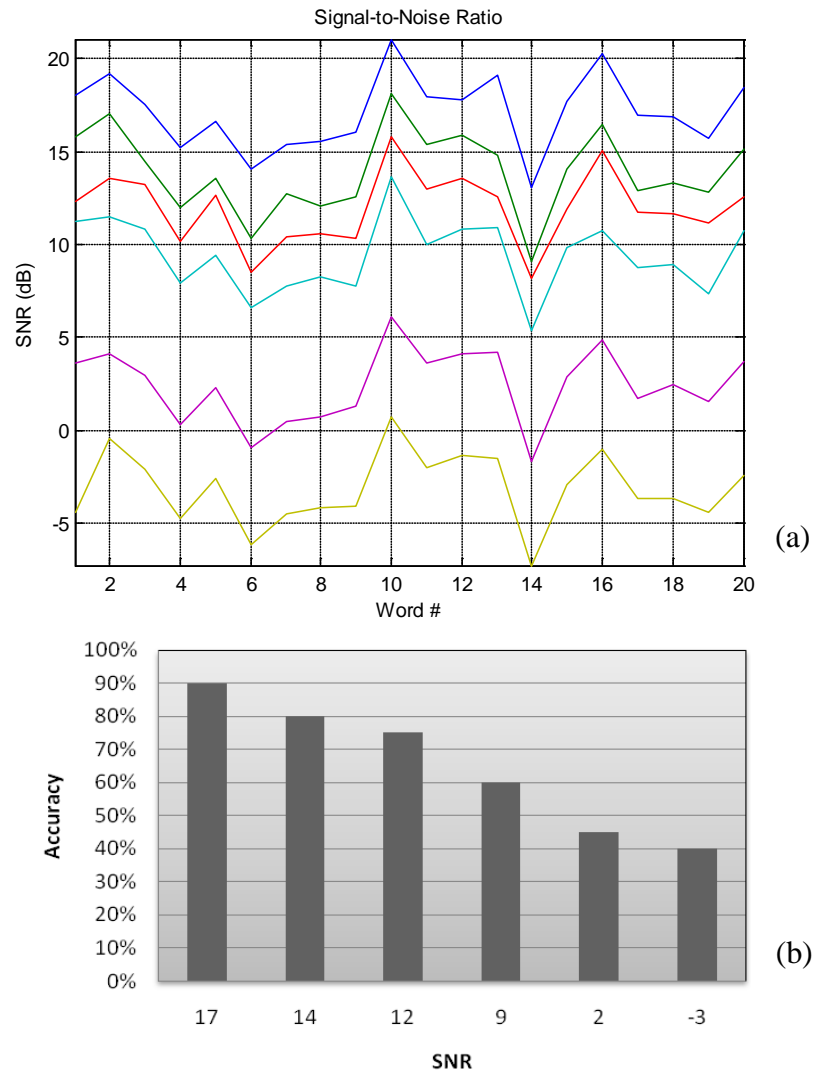 Signal-to-Noise Ratio
20
15
10
5
0
-5
SNR (dB)
2 4 6 8 10 12 14 16 18 20
Word #
(a)
100%
90%
80%
70%
60%
50%
40%
30%
20%
10%
0%
Accuracy
17 14 12 9 2 -3
SNR
(b)